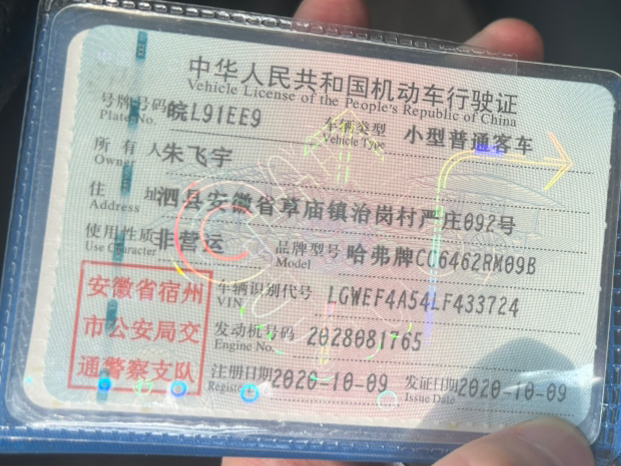 中华人民共和国机动车行驶证
Vehicle License of the People's Republic of China
号牌号码 皖L91EE9 车辆类型 小型普通客车
Plate No. Vehicle Type
所有人 朱飞宇
Owner
住址 泗县安徽省草庙镇治岗村严庄092号
Address
使用性质 非营运 品牌型号 哈弗牌CC6462RM09B
Use Character Model
安徽省宿州
市公安局交
通警察支队
车辆识别代号 LGWEF4A54LF433724
VIN
发动机号码 2028081765
Engine No.
注册日期 2020-10-09 发证日期 2020-10-09
Register Issue Date